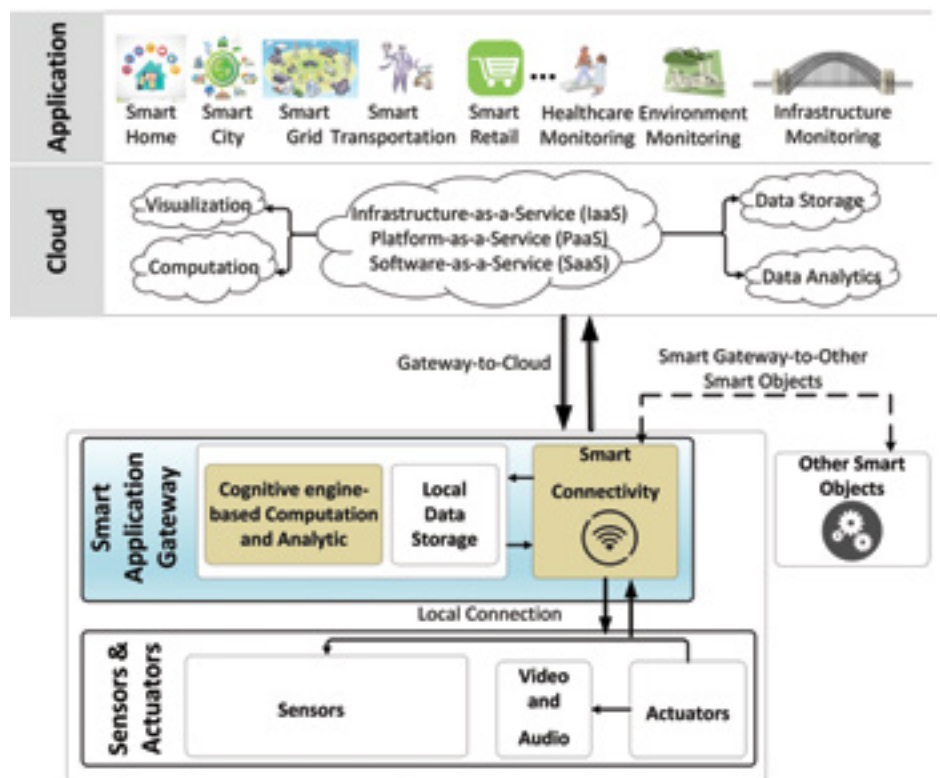 Application
Smart Home
Smart City
Smart Grid
Smart Transportation
Smart Retail
...
Healthcare Monitoring
Environment Monitoring
Infrastructure Monitoring
Cloud
Visualization
Computation
Infrastructure-as-a-Service (IaaS)
Platform-as-a-Service (PaaS)
Software-as-a-Service (SaaS)
Data Storage
Data Analytics
Gateway-to-Cloud
Smart Gateway-to-Other
Smart Objects
Smart
Application
Gateway
Cognitive engine-
based Computation
and Analytic
Local
Data
Storage
Smart
Connectivity
Other Smart
Objects
Local Connection
Sensors &
Actuators
Sensors
Video
and
Audio
Actuators